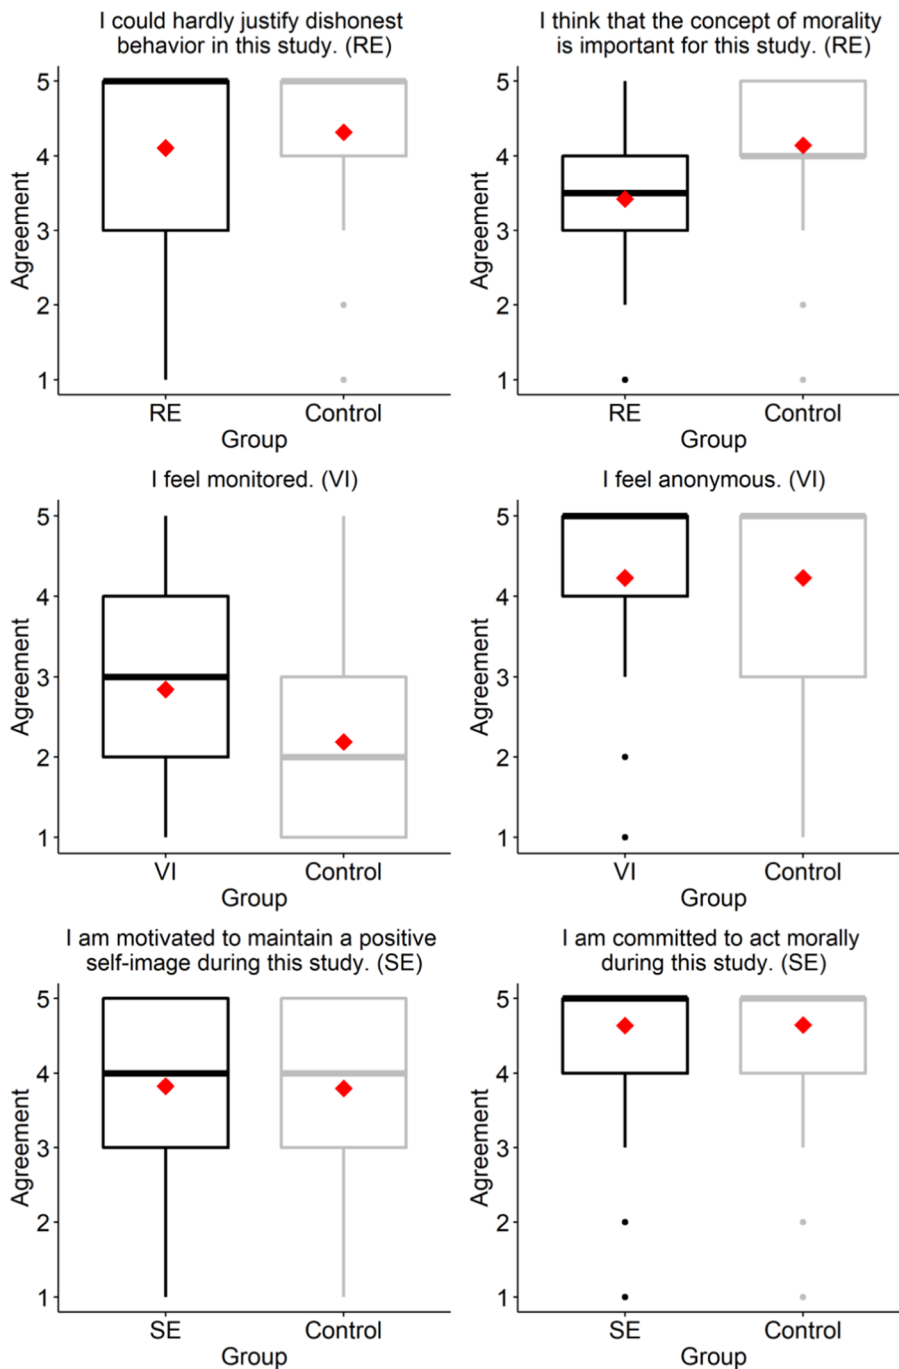 I could hardly justify dishonest
behavior in this study. (RE)
Agreement
5
4
3
2
1
RE
Control
Group
I think that the concept of morality
is important for this study. (RE)
Agreement
5
4
3
2
1
RE
Control
Group
I feel monitored. (VI)
Agreement
5
4
3
2
1
VI
Control
Group
I feel anonymous. (VI)
Agreement
5
4
3
2
1
VI
Control
Group
I am motivated to maintain a positive
self-image during this study. (SE)
Agreement
5
4
3
2
1
SE
Control
Group
I am committed to act morally
during this study. (SE)
Agreement
5
4
3
2
1
SE
Control
Group